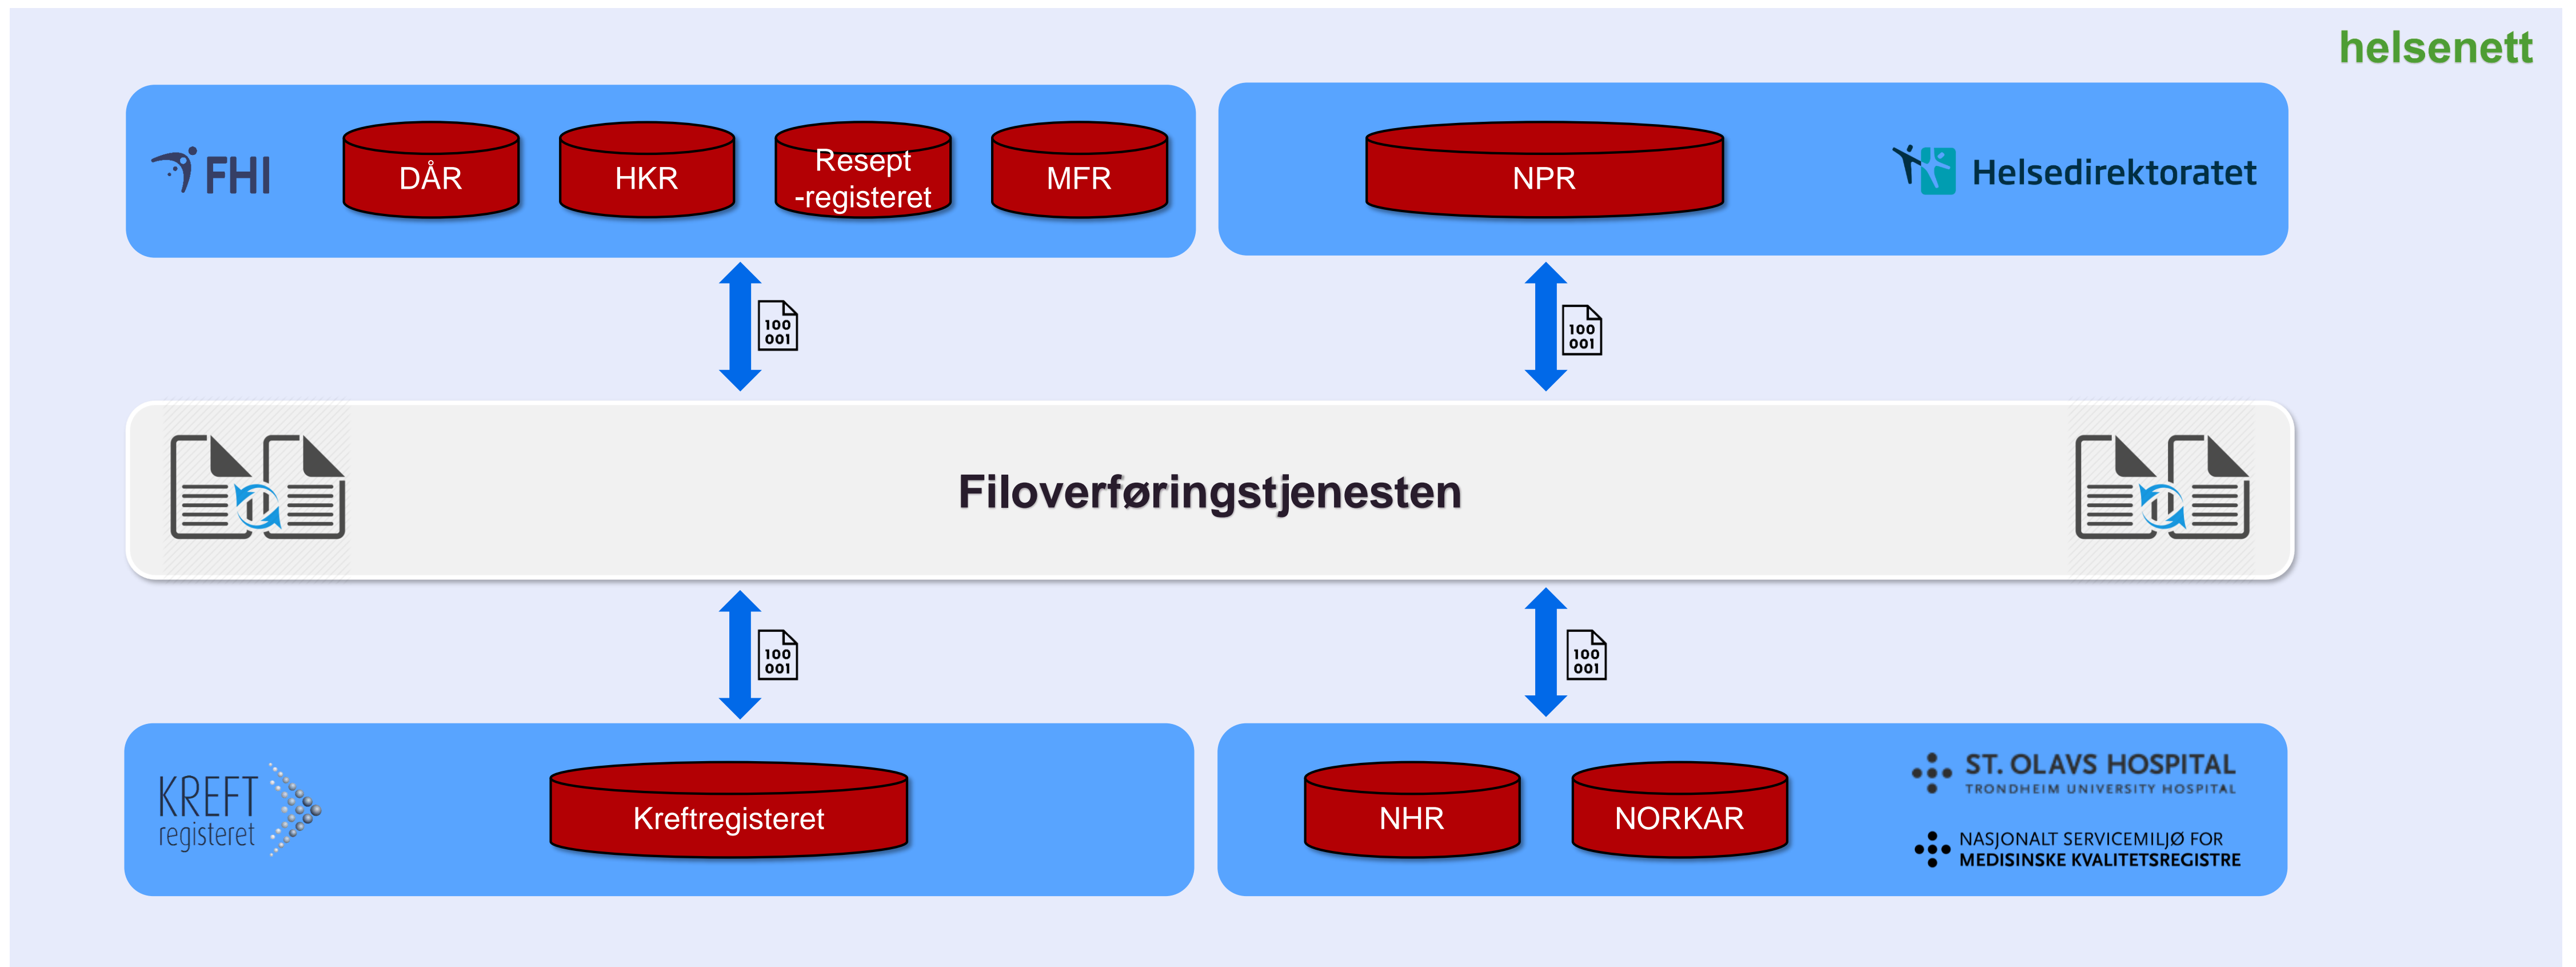 helsenett
FHI
DÅR
HKR
Resept
-registeret
MFR
NPR
Helsedirektoratet
100
001
100
001
Filoverføringstjenesten
100
001
100
001
KREFT
registeret
Kreftregisteret
NHR
NORKAR
ST. OLAVS HOSPITAL
TRONDHEIM UNIVERSITY HOSPITAL
NASJONALT SERVICEMILJØ FOR
MEDISINSKE KVALITETSREGISTRE